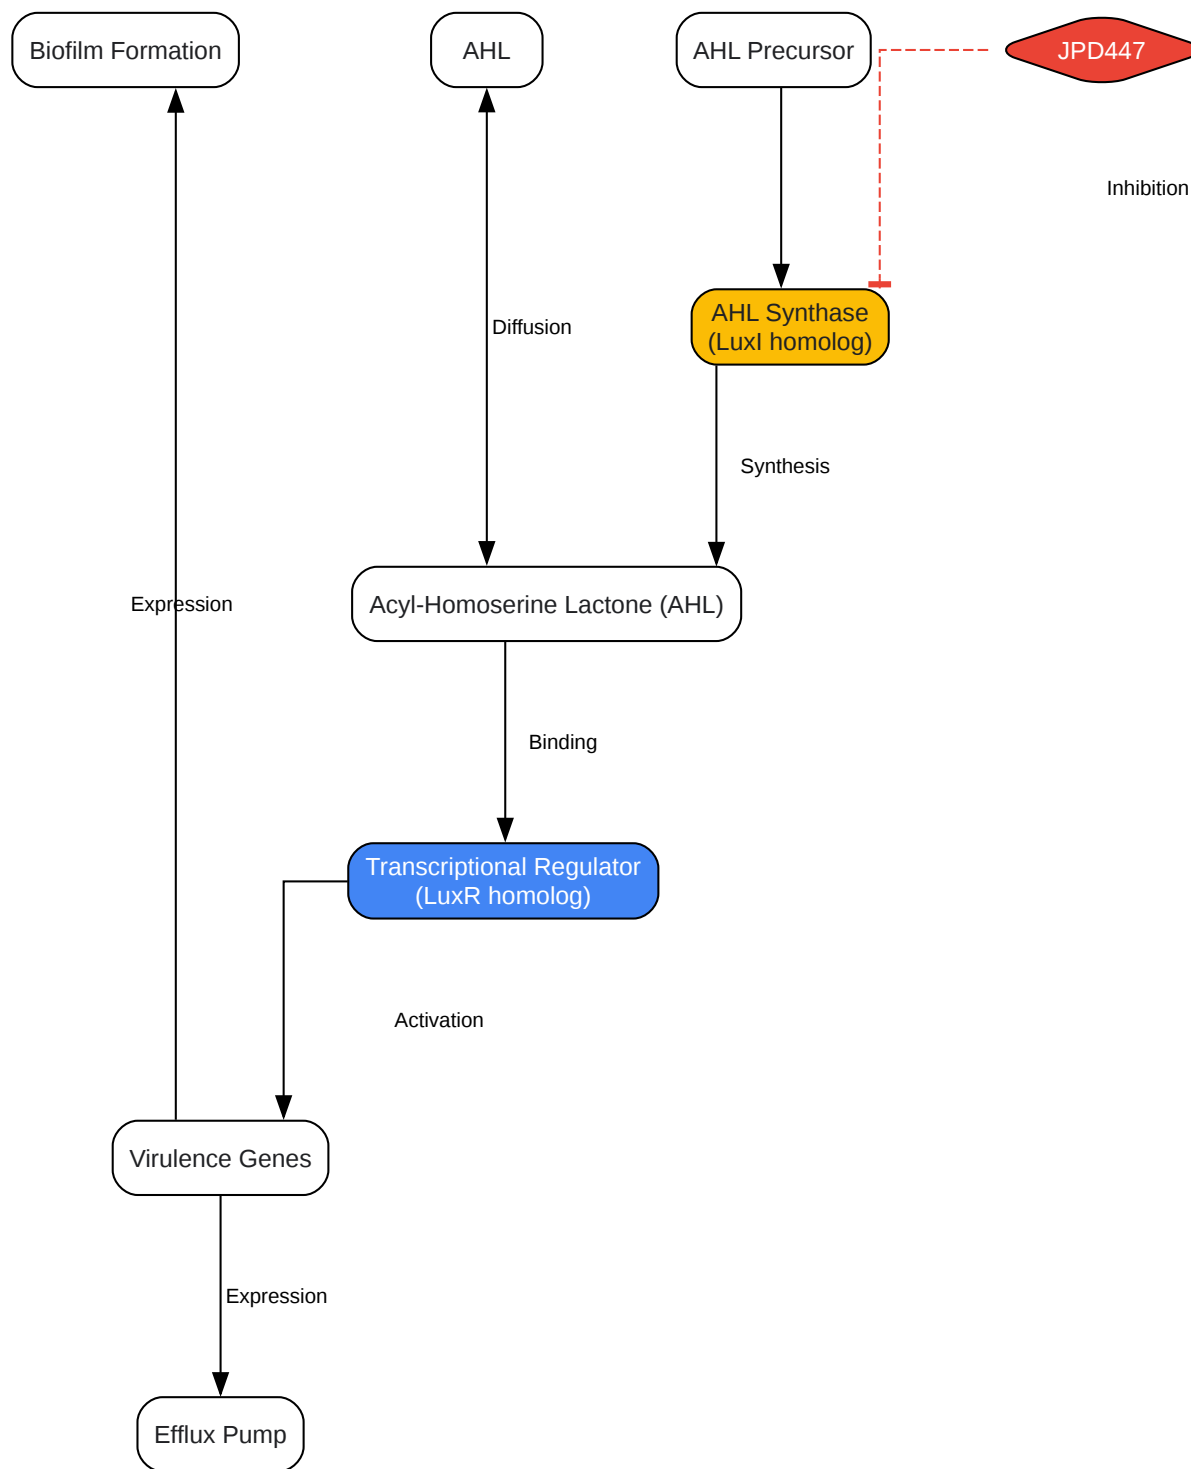 Biofilm Formation
AHL
AHL Precursor
JPD447
Inhibition
AHL Synthase
(LuxI homolog)
Diffusion
Synthesis
Expression
Acyl-Homoserine Lactone (AHL)
Binding
Transcriptional Regulator
(LuxR homolog)
Activation
Virulence Genes
Expression
Efflux Pump